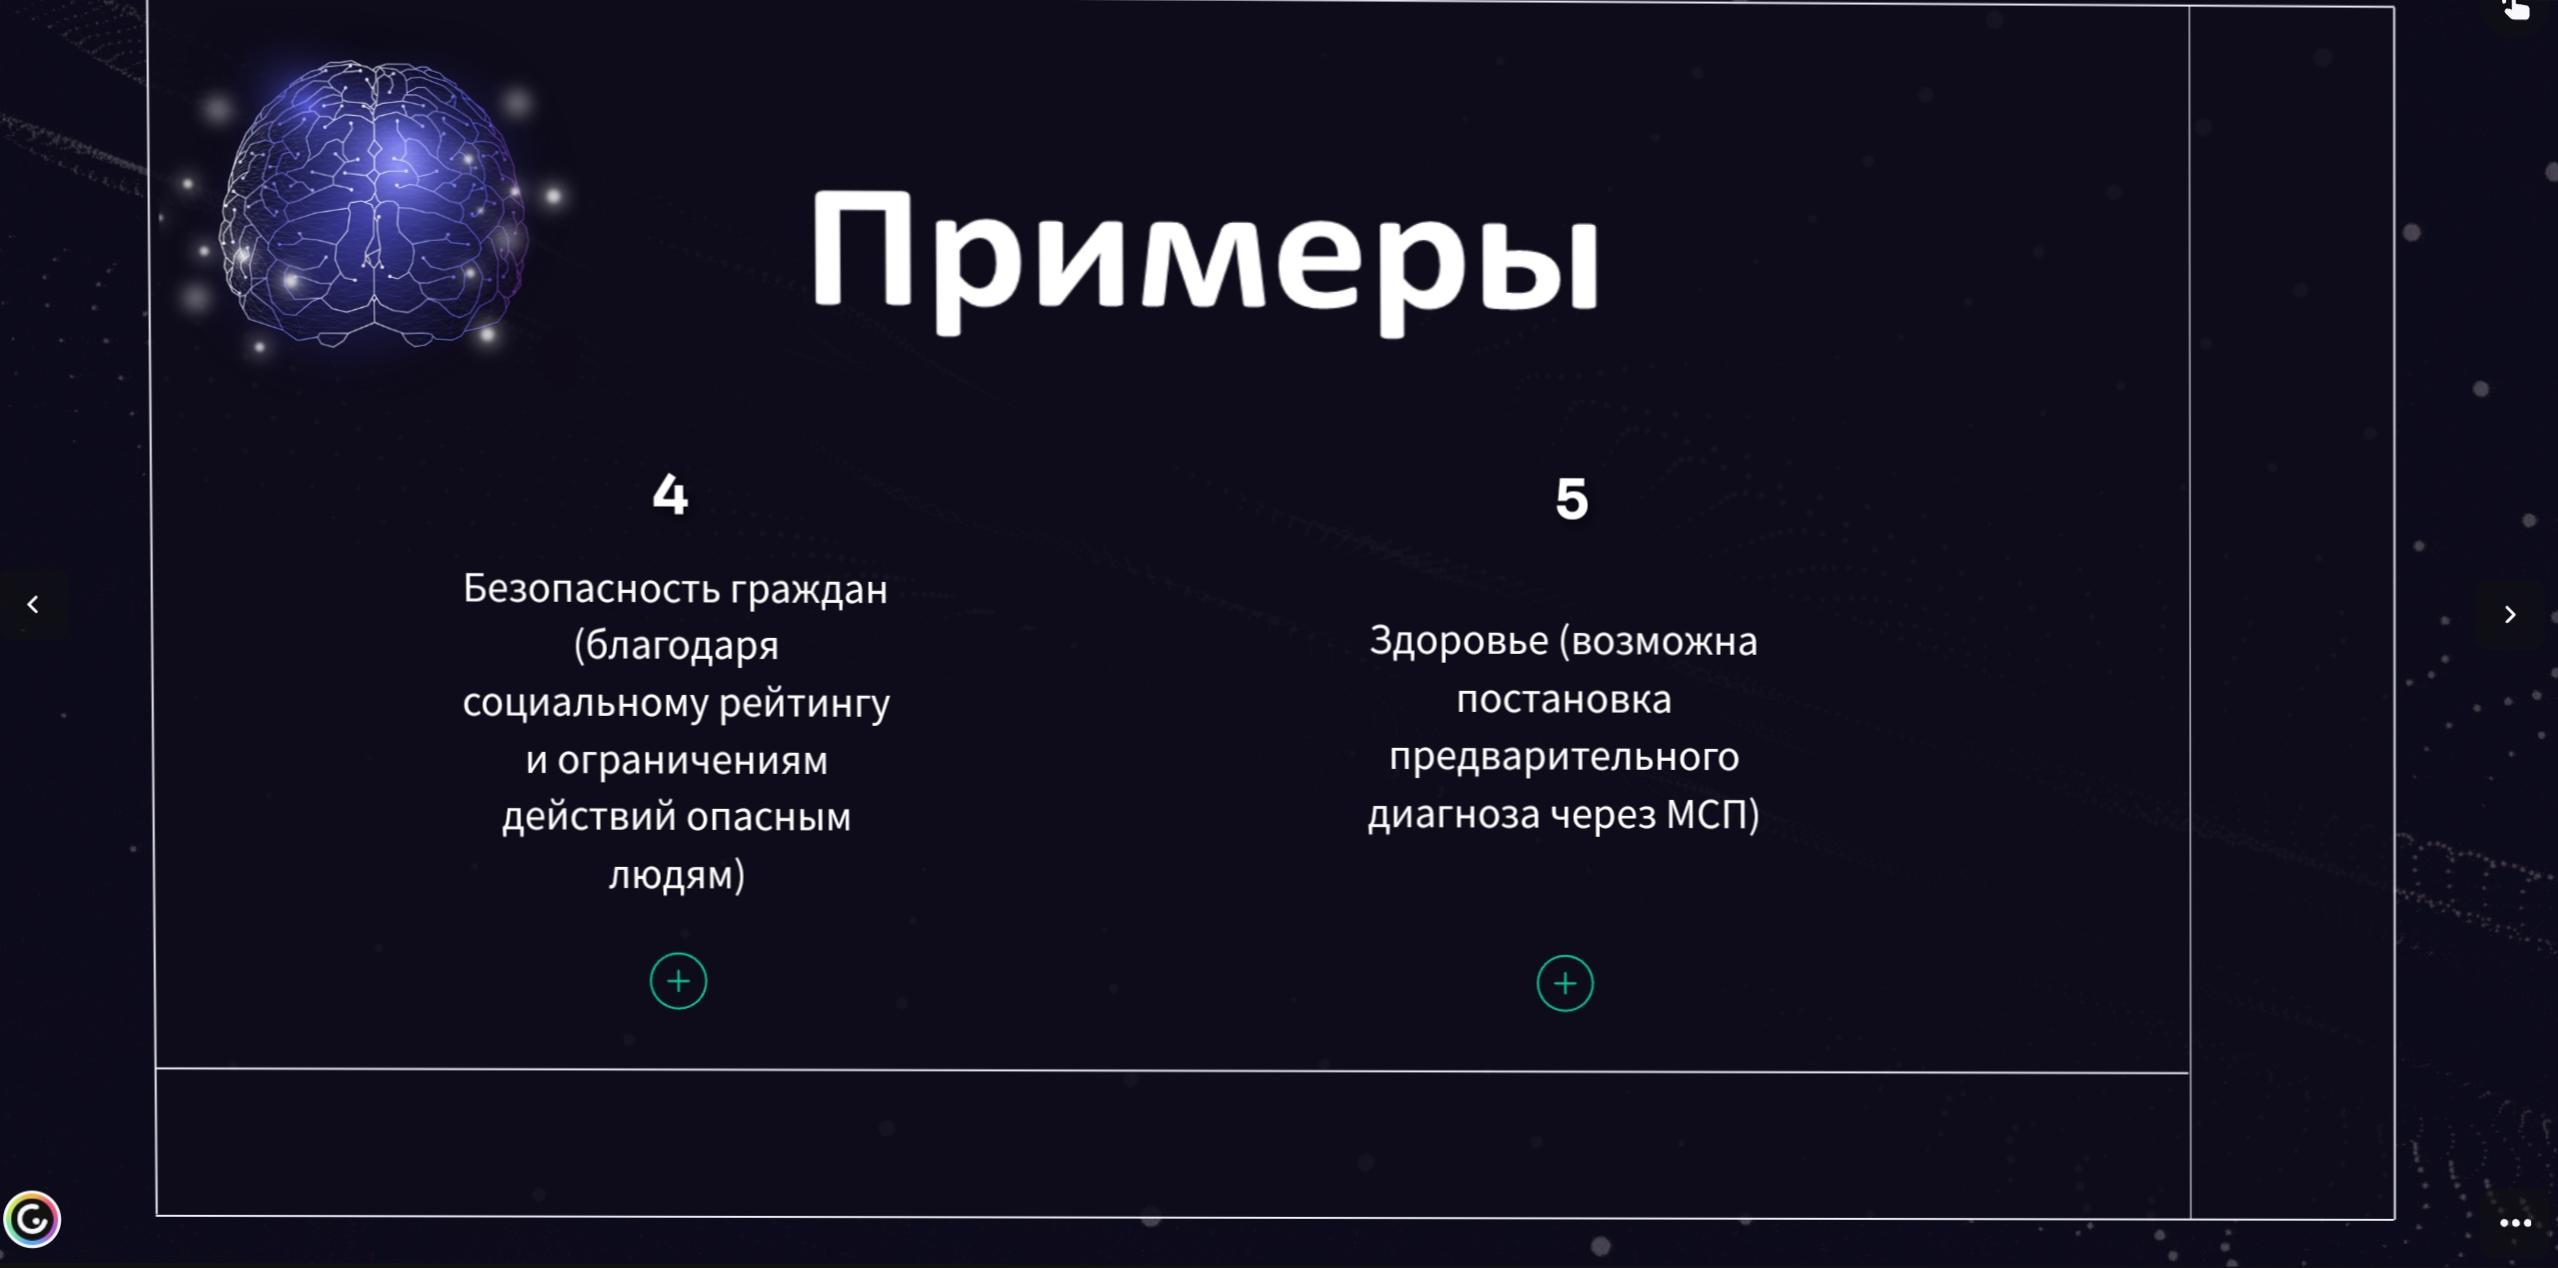 Примеры
4
Безопасность граждан
(благодаря
социальному рейтингу
и ограничениям
действий опасным
людям)
5
Здоровье (возможна
постановка
предварительного
диагноза через МСП)